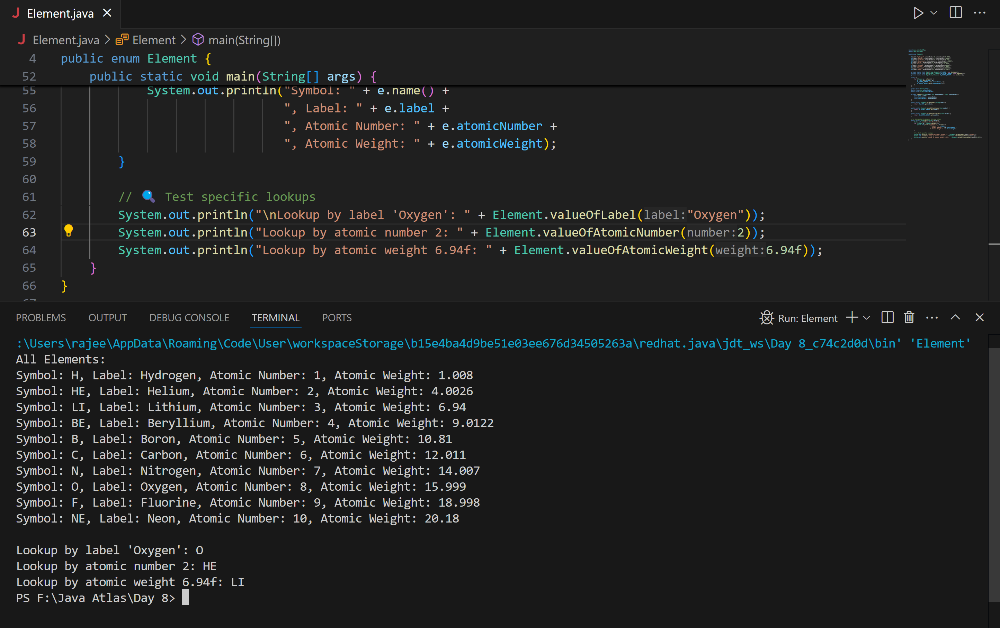 Element.java
Element.java > Element > main(String[])
4 public enum Element {
52 public static void main(String[] args) {
55 System.out.println("Symbol: " + e.name() +
56 ", Label: " + e.label +
57 ", Atomic Number: " + e.atomicNumber +
58 ", Atomic Weight: " + e.atomicWeight);
59 }
60
61 // 🔍 Test specific lookups
62 System.out.println("\nLookup by label 'Oxygen': " + Element.valueOfLabel(label:"Oxygen"));
63 System.out.println("Lookup by atomic number 2: " + Element.valueOfAtomicNumber(number:2));
64 System.out.println("Lookup by atomic weight 6.94f: " + Element.valueOfAtomicWeight(weight:6.94f));
65 }
66 }
67
PROBLEMS OUTPUT DEBUG CONSOLE TERMINAL PORTS Run: Element
:\Users\rajee\AppData\Roaming\Code\User\workspaceStorage\b15e4ba4d9be51e03ee676d34505263a\redhat.java\jdt_ws\Day 8_c74c2d0d\bin' 'Element'
All Elements:
Symbol: H, Label: Hydrogen, Atomic Number: 1, Atomic Weight: 1.008
Symbol: HE, Label: Helium, Atomic Number: 2, Atomic Weight: 4.0026
Symbol: LI, Label: Lithium, Atomic Number: 3, Atomic Weight: 6.94
Symbol: BE, Label: Beryllium, Atomic Number: 4, Atomic Weight: 9.0122
Symbol: B, Label: Boron, Atomic Number: 5, Atomic Weight: 10.81
Symbol: C, Label: Carbon, Atomic Number: 6, Atomic Weight: 12.011
Symbol: N, Label: Nitrogen, Atomic Number: 7, Atomic Weight: 14.007
Symbol: O, Label: Oxygen, Atomic Number: 8, Atomic Weight: 15.999
Symbol: F, Label: Fluorine, Atomic Number: 9, Atomic Weight: 18.998
Symbol: NE, Label: Neon, Atomic Number: 10, Atomic Weight: 20.18
Lookup by label 'Oxygen': O
Lookup by atomic number 2: HE
Lookup by atomic weight 6.94f: LI
PS F:\Java Atlas\Day 8>